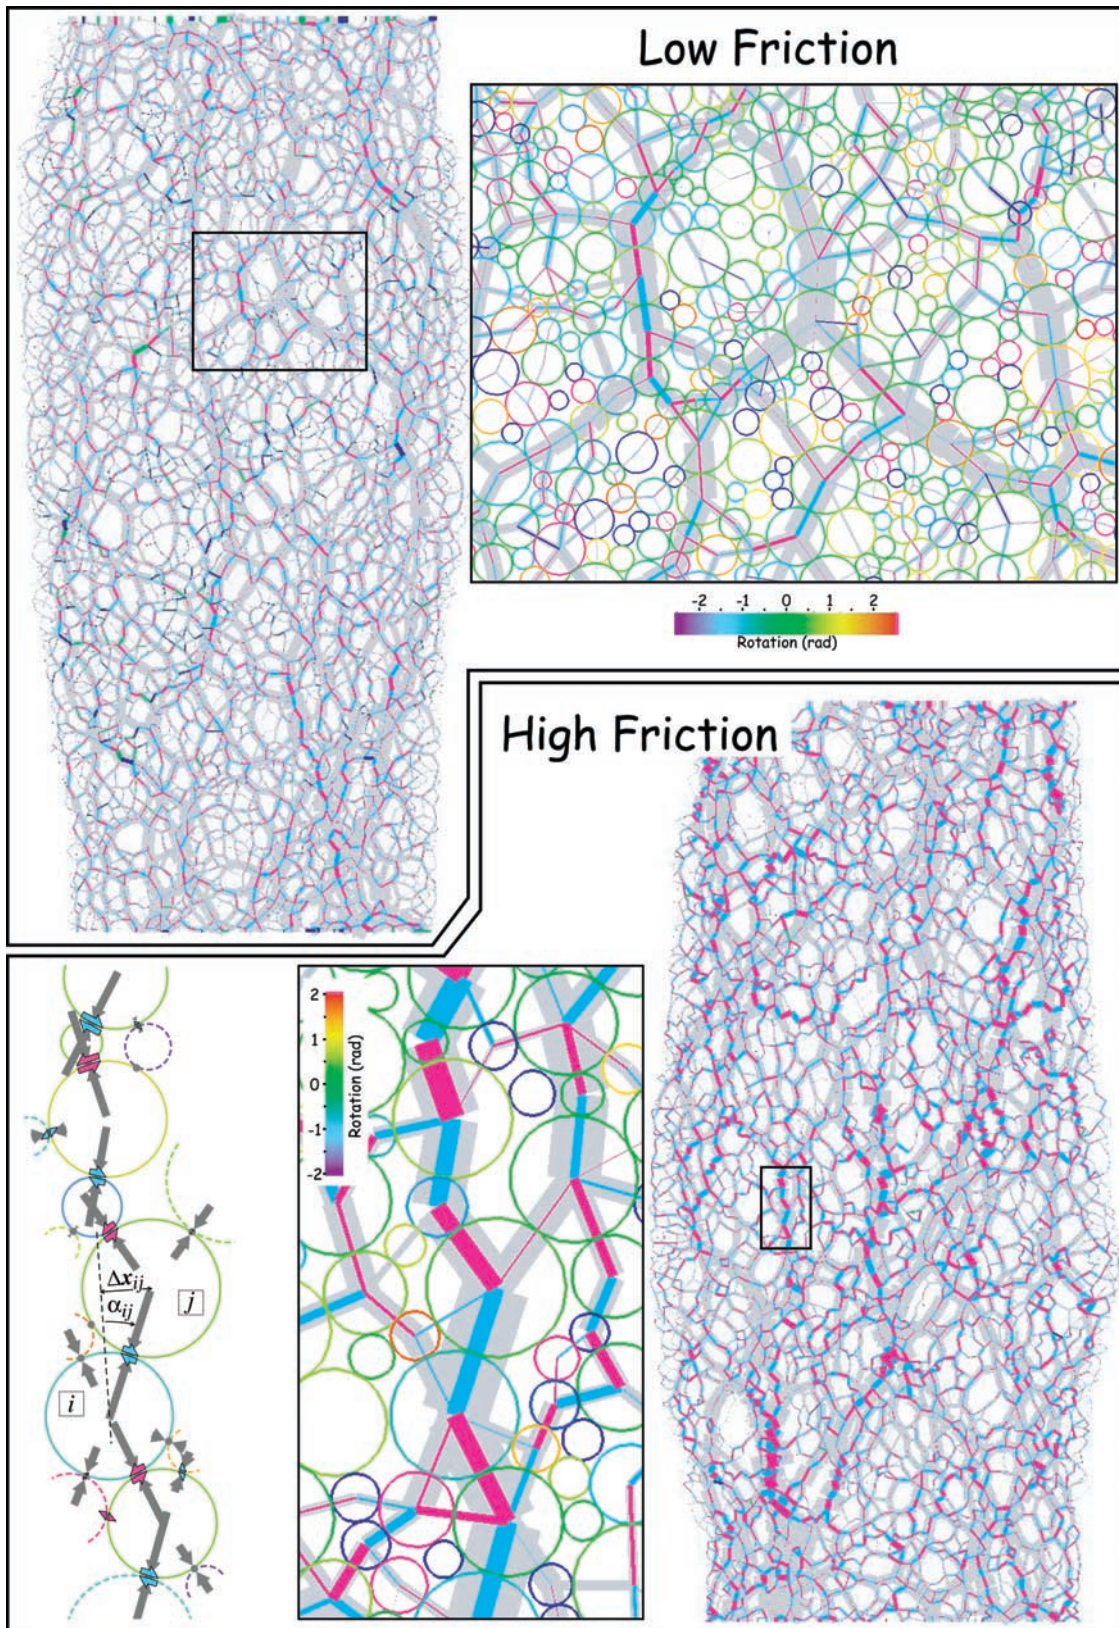 Low Friction
-2 -1 0 1 2
Rotation (rad)
High Friction
2
1
0
-1
-2
Rotation (rad)
Δx_ij
α_ij
j
i